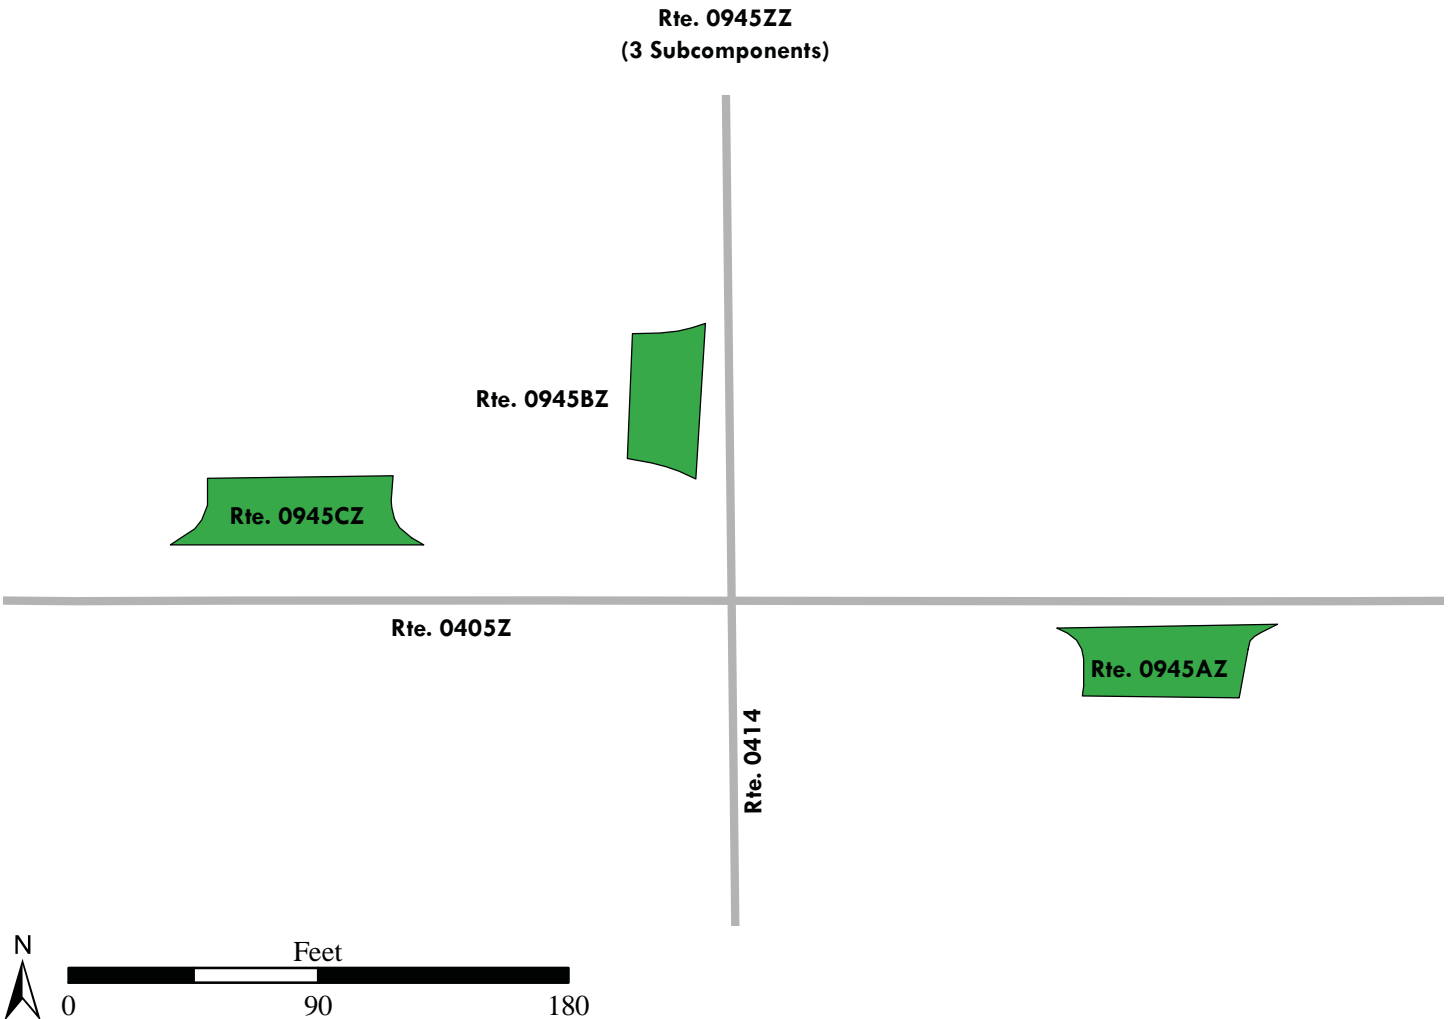 Rte. 0945ZZ
(3 Subcomponents)
Rte. 0945BZ
Rte. 0945CZ
Rte. 0405Z
Rte. 0945AZ
Rte. 0414
N
Feet
0 90 180